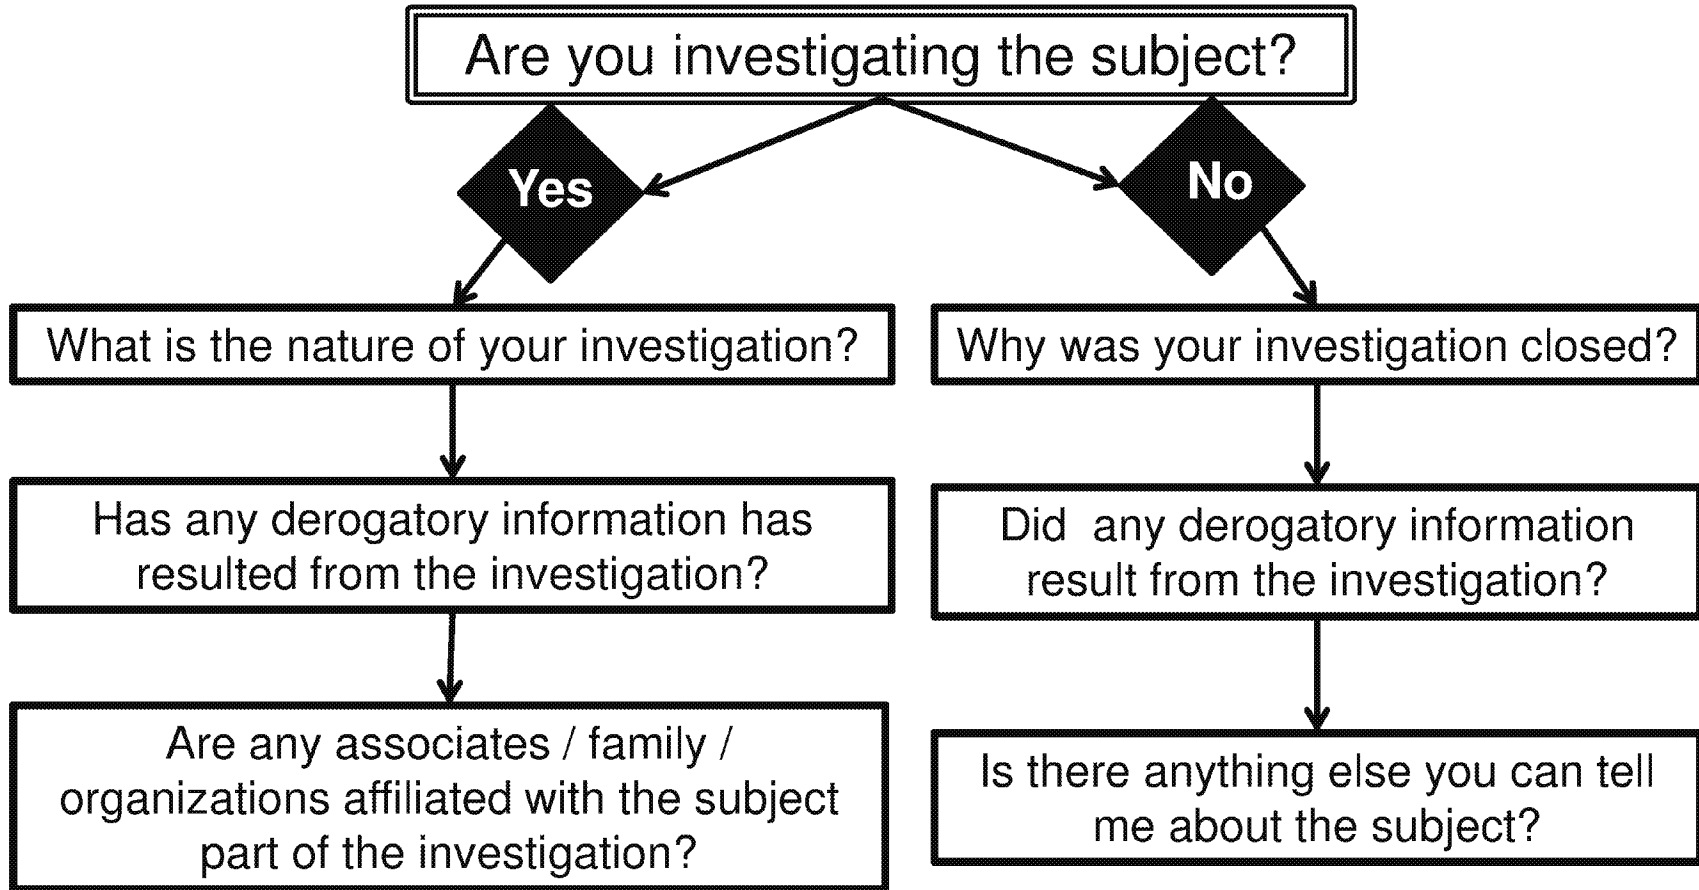 Are you investigating the subject?
Yes
No
What is the nature of your investigation?
Why was your investigation closed?
Has any derogatory information has
resulted from the investigation?
Did any derogatory information
result from the investigation?
Are any associates / family /
organizations affiliated with the subject
part of the investigation?
Is there anything else you can tell
me about the subject?